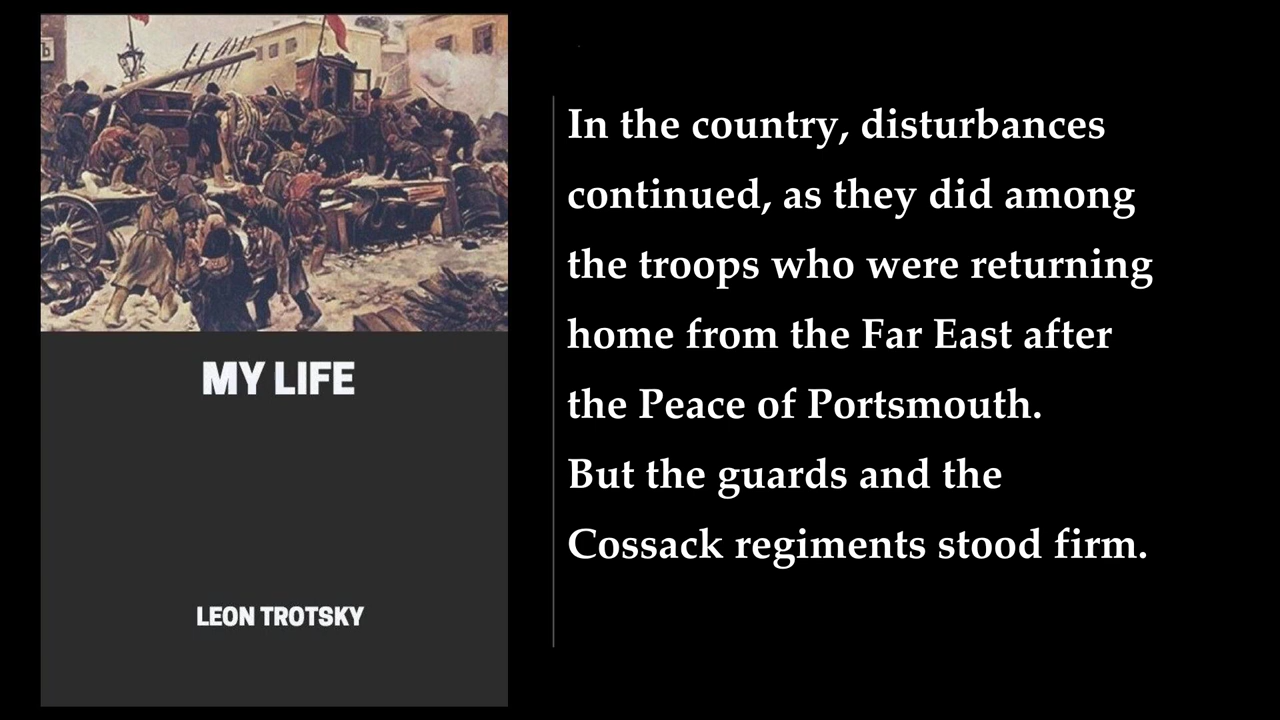 Ъ
MY LIFE
LEON TROTSKY
In the country, disturbances
continued, as they did among
the troops who were returning
home from the Far East after
the Peace of Portsmouth.
But the guards and the
Cossack regiments stood firm.